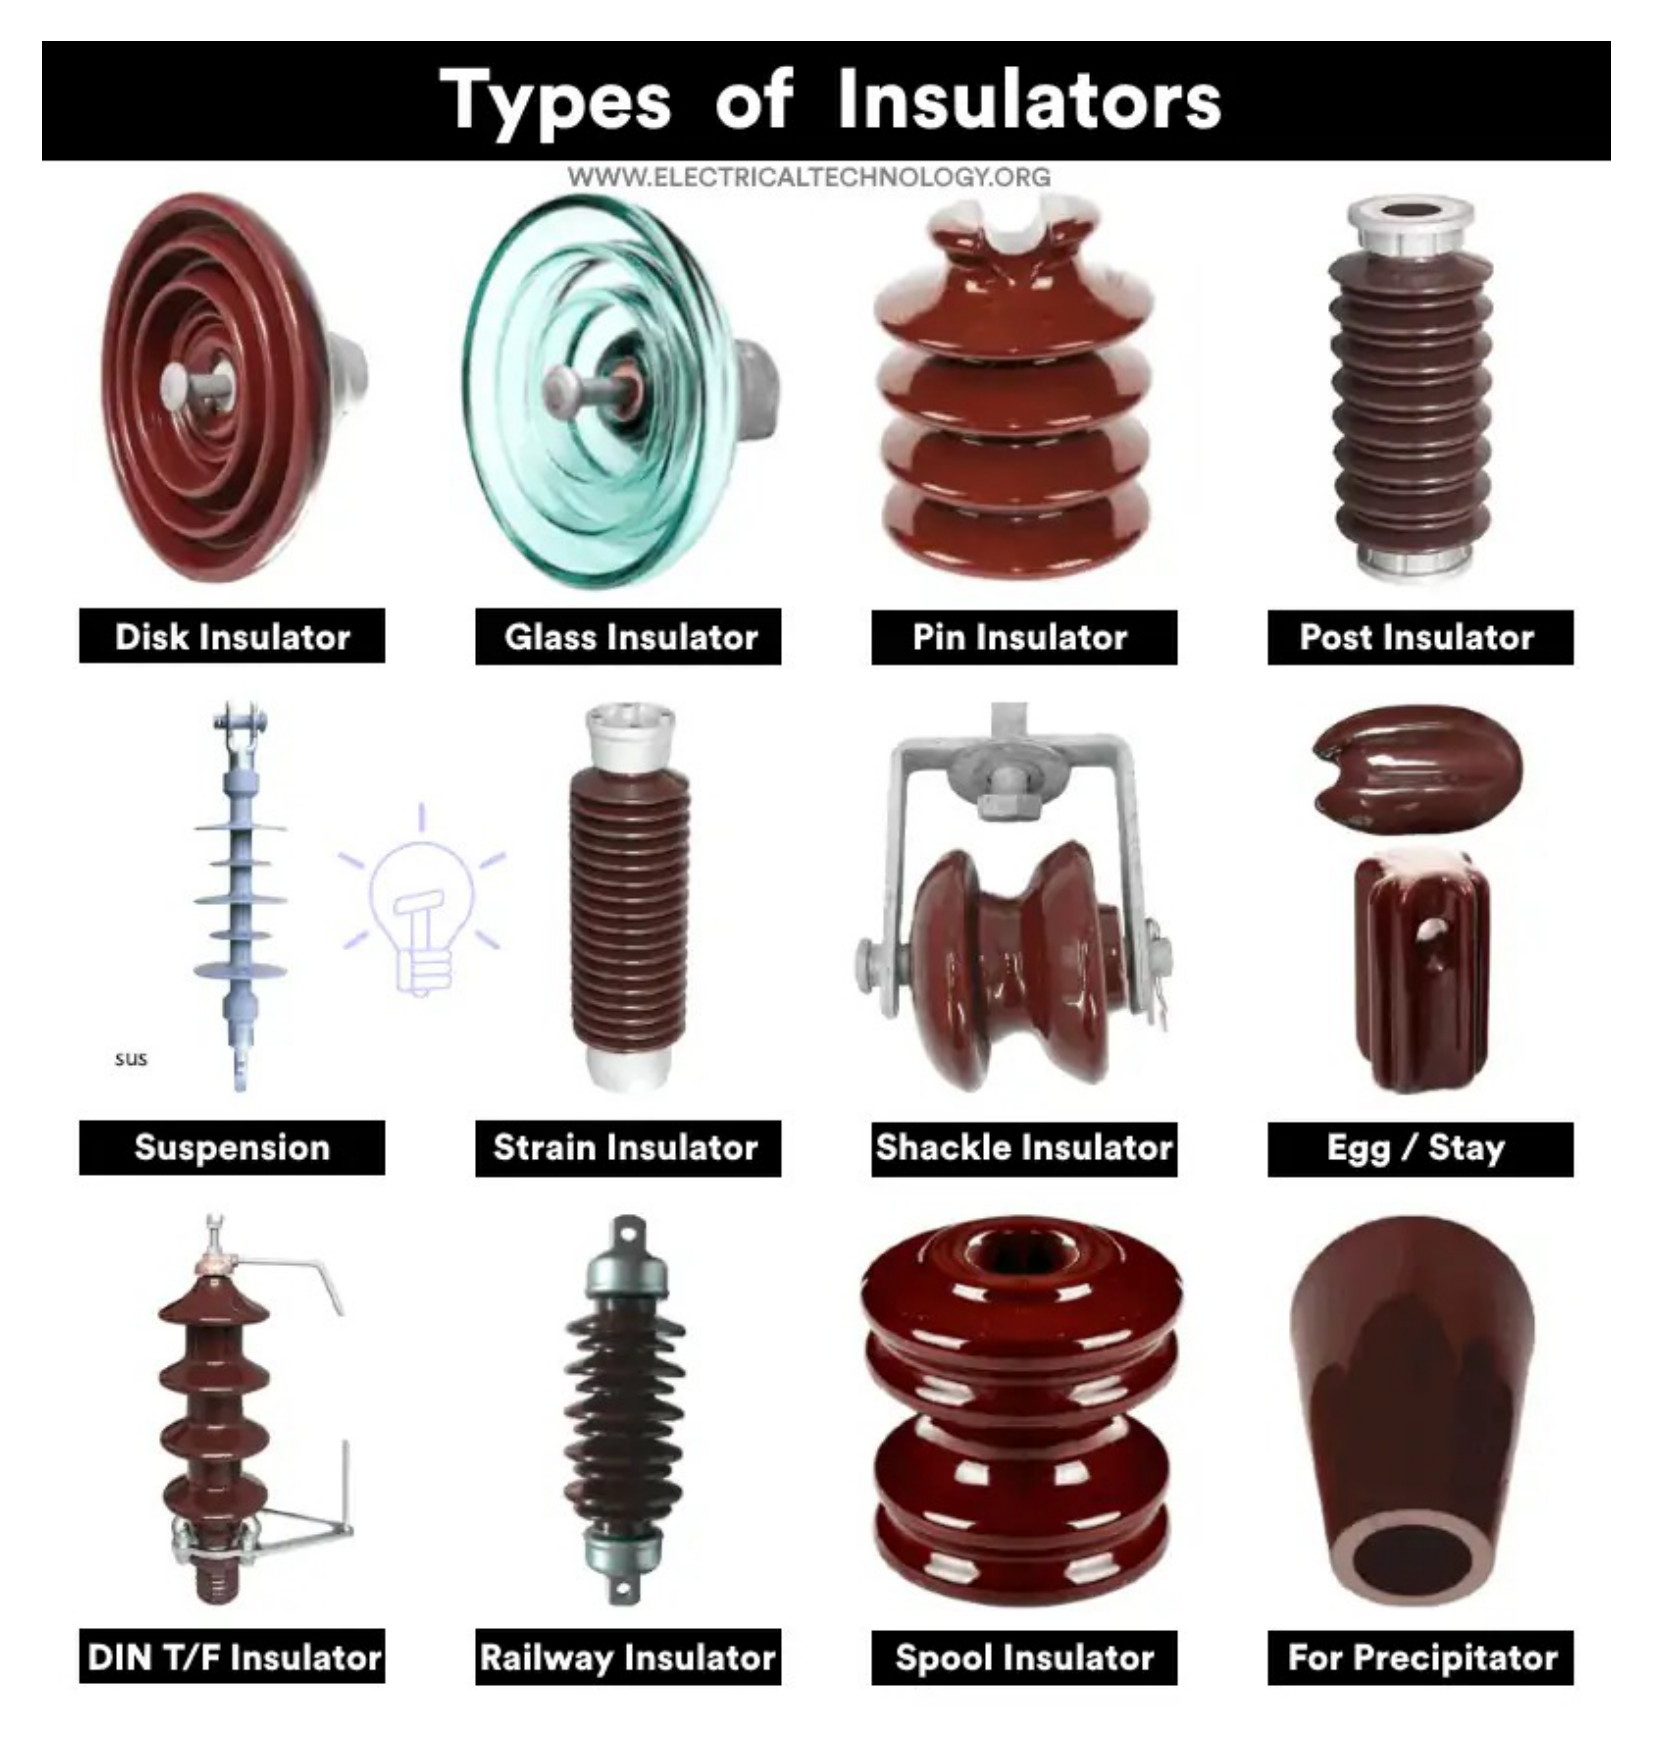 Types of Insulators
WWW.ELECTRICALTECHNOLOGY.ORG
Disk Insulator
Glass Insulator
Pin Insulator
Post Insulator
sus
Suspension
Strain Insulator
Shackle Insulator
Egg / Stay
DIN T/F Insulator
Railway Insulator
Spool Insulator
For Precipitator